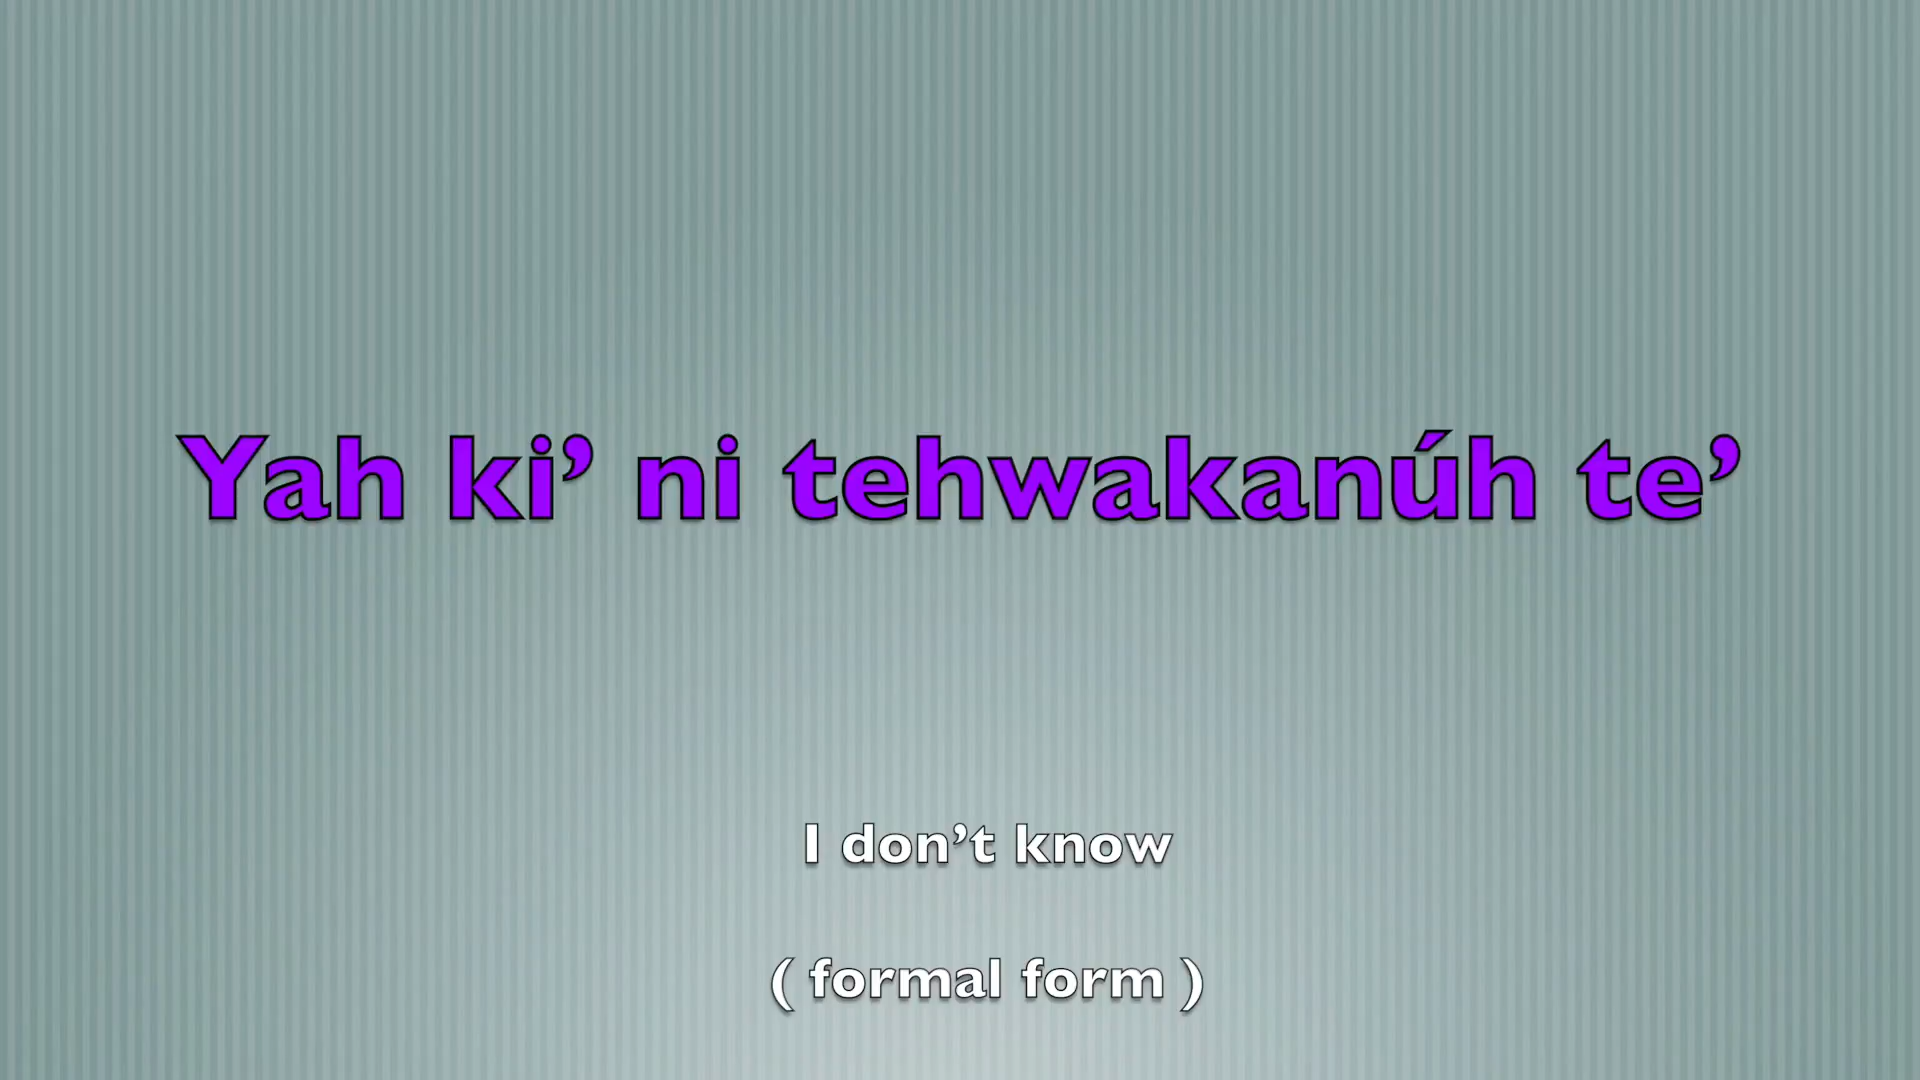 Yah ki’ ni tehwakanúh te’
I don’t know
( formal form )